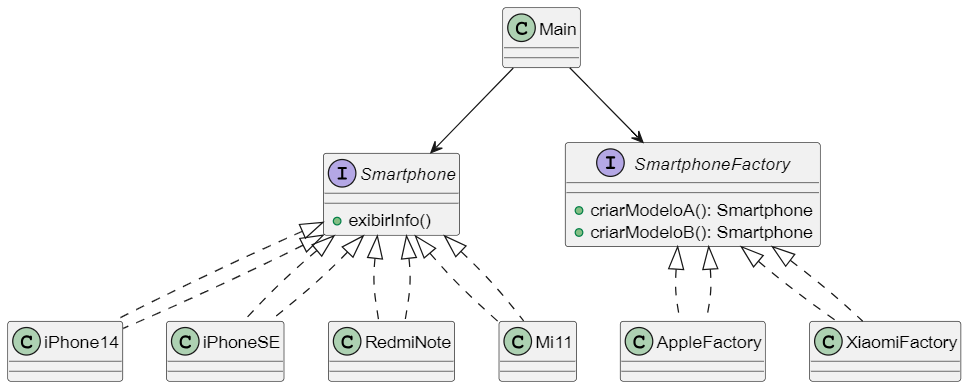 C Main
I Smartphone
exibirInfo()
I SmartphoneFactory
criarModeloA(): Smartphone
criarModeloB(): Smartphone
C iPhone14
C iPhoneSE
C RedmiNote
C Mi11
C AppleFactory
C XiaomiFactory